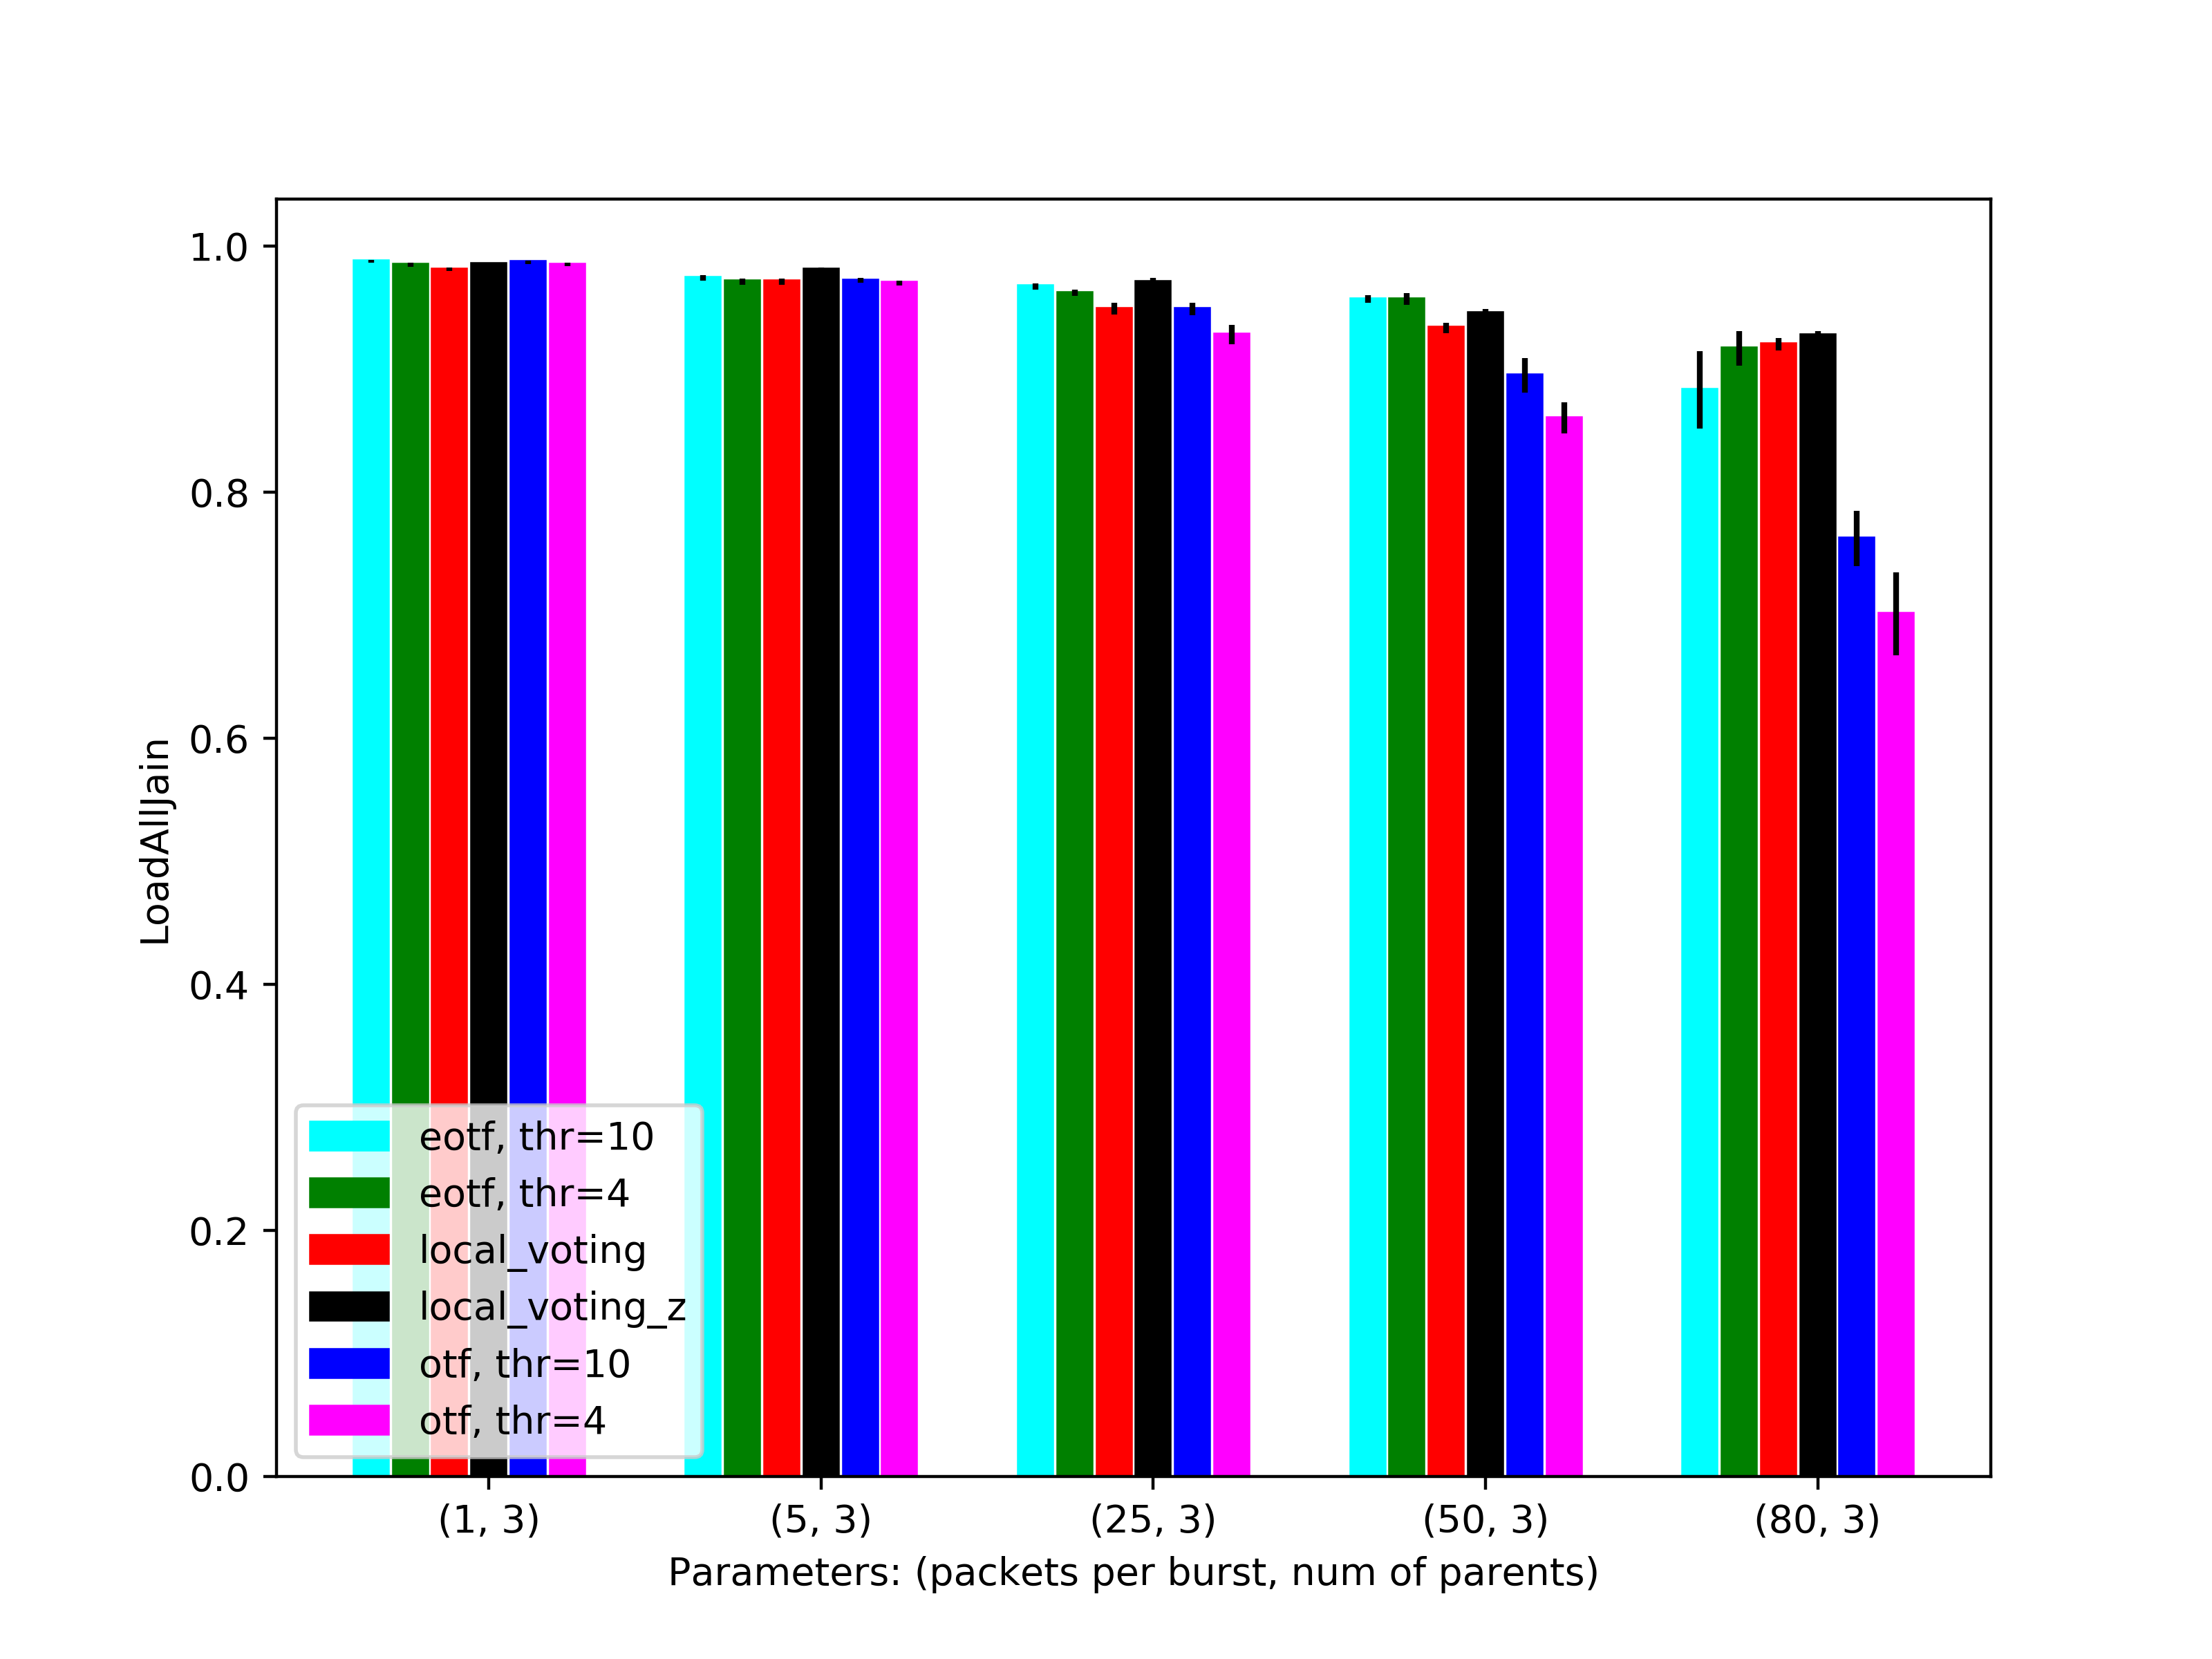 1.0
0.8
0.6
0.4
0.2
0.0
LoadAllJain
eotf, thr=10
eotf, thr=4
local_voting
local_voting_z
otf, thr=10
otf, thr=4
(1, 3) (5, 3) (25, 3) (50, 3) (80, 3)
Parameters: (packets per burst, num of parents)